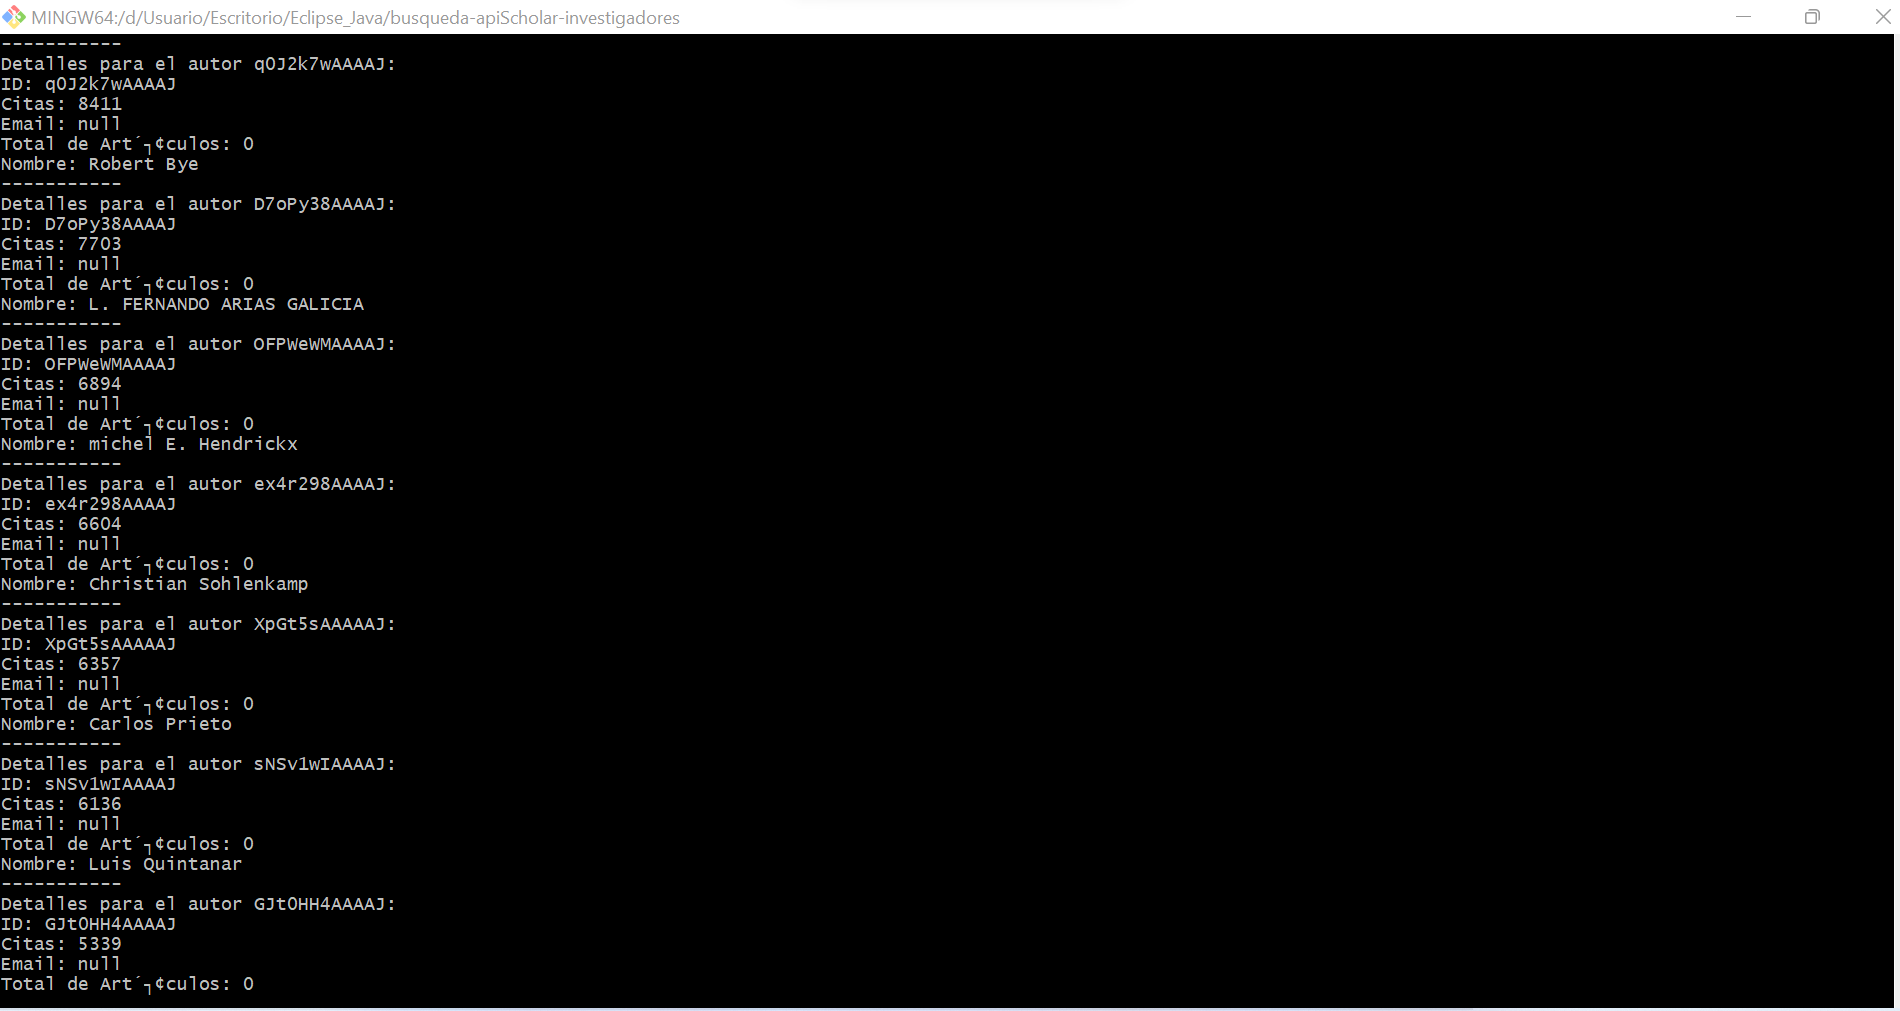 MINGW64:/d/Usuario/Escritorio/Eclipse_Java/busqueda-apiScholar-investigadores
-----------
Detalles para el autor q0J2k7wAAAAJ:
ID: q0J2k7wAAAAJ
Citas: 8411
Email: null
Total de Art´┐¢culos: 0
Nombre: Robert Bye
-----------
Detalles para el autor D7oPy38AAAAJ:
ID: D7oPy38AAAAJ
Citas: 7703
Email: null
Total de Art´┐¢culos: 0
Nombre: L. FERNANDO ARIAS GALICIA
-----------
Detalles para el autor OFPWeWMAAAAJ:
ID: OFPWeWMAAAAJ
Citas: 6894
Email: null
Total de Art´┐¢culos: 0
Nombre: michel E. Hendrickx
-----------
Detalles para el autor ex4r298AAAAJ:
ID: ex4r298AAAAJ
Citas: 6604
Email: null
Total de Art´┐¢culos: 0
Nombre: Christian Sohlenkamp
-----------
Detalles para el autor XpGt5sAAAAAJ:
ID: XpGt5sAAAAAJ
Citas: 6357
Email: null
Total de Art´┐¢culos: 0
Nombre: Carlos Prieto
-----------
Detalles para el autor sNSv1wIAAAAJ:
ID: sNSv1wIAAAAJ
Citas: 6136
Email: null
Total de Art´┐¢culos: 0
Nombre: Luis Quintanar
-----------
Detalles para el autor GJt0HH4AAAAJ:
ID: GJt0HH4AAAAJ
Citas: 5339
Email: null
Total de Art´┐¢culos: 0